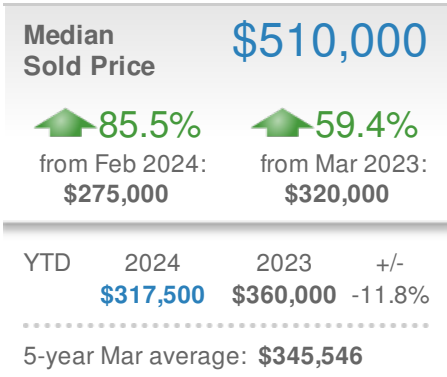 Median $510,000
Sold Price
85.5% 59.4%
from Feb 2024: from Mar 2023:
$275,000 $320,000
YTD 2024 2023 +/-
$317,500 $360,000 -11.8%
5-year Mar average: $345,546